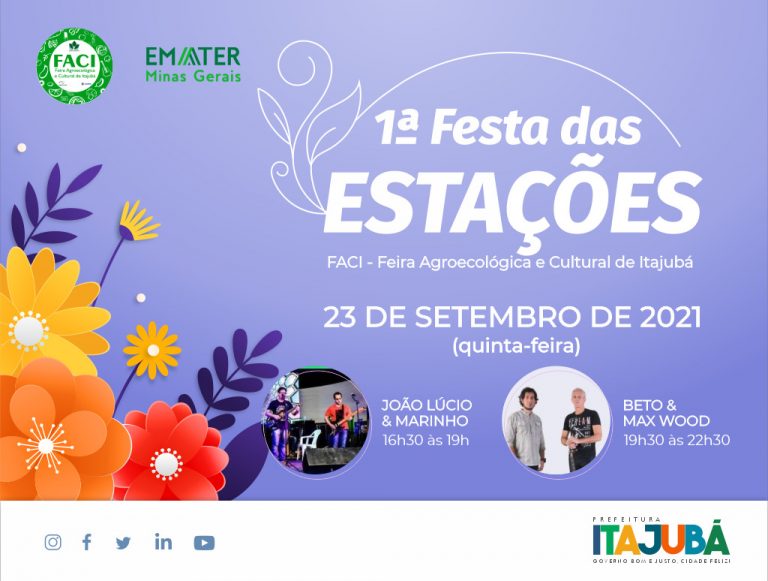 FACI
Feira Agroecológica
e Cultural de Itajubá
EMATER
Minas Gerais
1ª Festa das
ESTAÇÕES
FACI - Feira Agroecológica e Cultural de Itajubá
23 DE SETEMBRO DE 2021
(quinta-feira)
JOÃO LÚCIO
& MARINHO
16h30 às 19h
BETO &
MAX WOOD
19h30 às 22h30
PREFEITURA
ITAJUBÁ
GOVERNO BOM E JUSTO, CIDADE FELIZ!